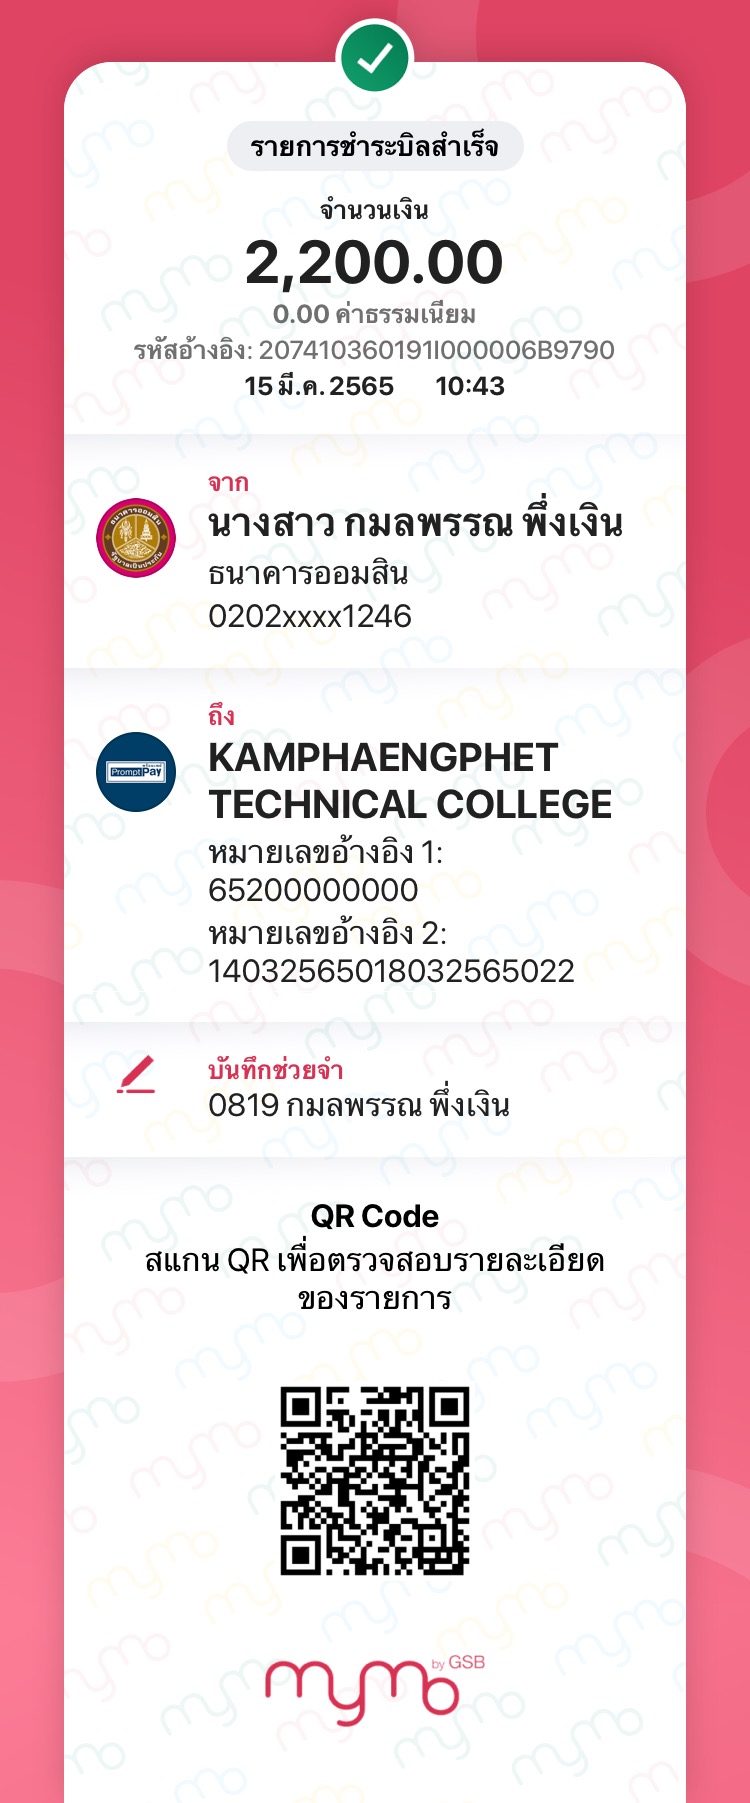 รายการชำระบิลสำเร็จ
จำนวนเงิน
2,200.00
0.00 ค่าธรรมเนียม
รหัสอ้างอิง: 207410360191I000006B9790
15 มี.ค. 2565 10:43
จาก
นางสาว กมลพรรณ พึ่งเงิน
ธนาคารออมสิน
0202xxxx1246
ถึง
PromptPay
KAMPHAENGPHET
TECHNICAL COLLEGE
หมายเลขอ้างอิง 1:
65200000000
หมายเลขอ้างอิง 2:
14032565018032565022
บันทึกช่วยจำ
0819 กมลพรรณ พึ่งเงิน
QR Code
สแกน QR เพื่อตรวจสอบรายละเอียด
ของรายการ
mymo by GSB